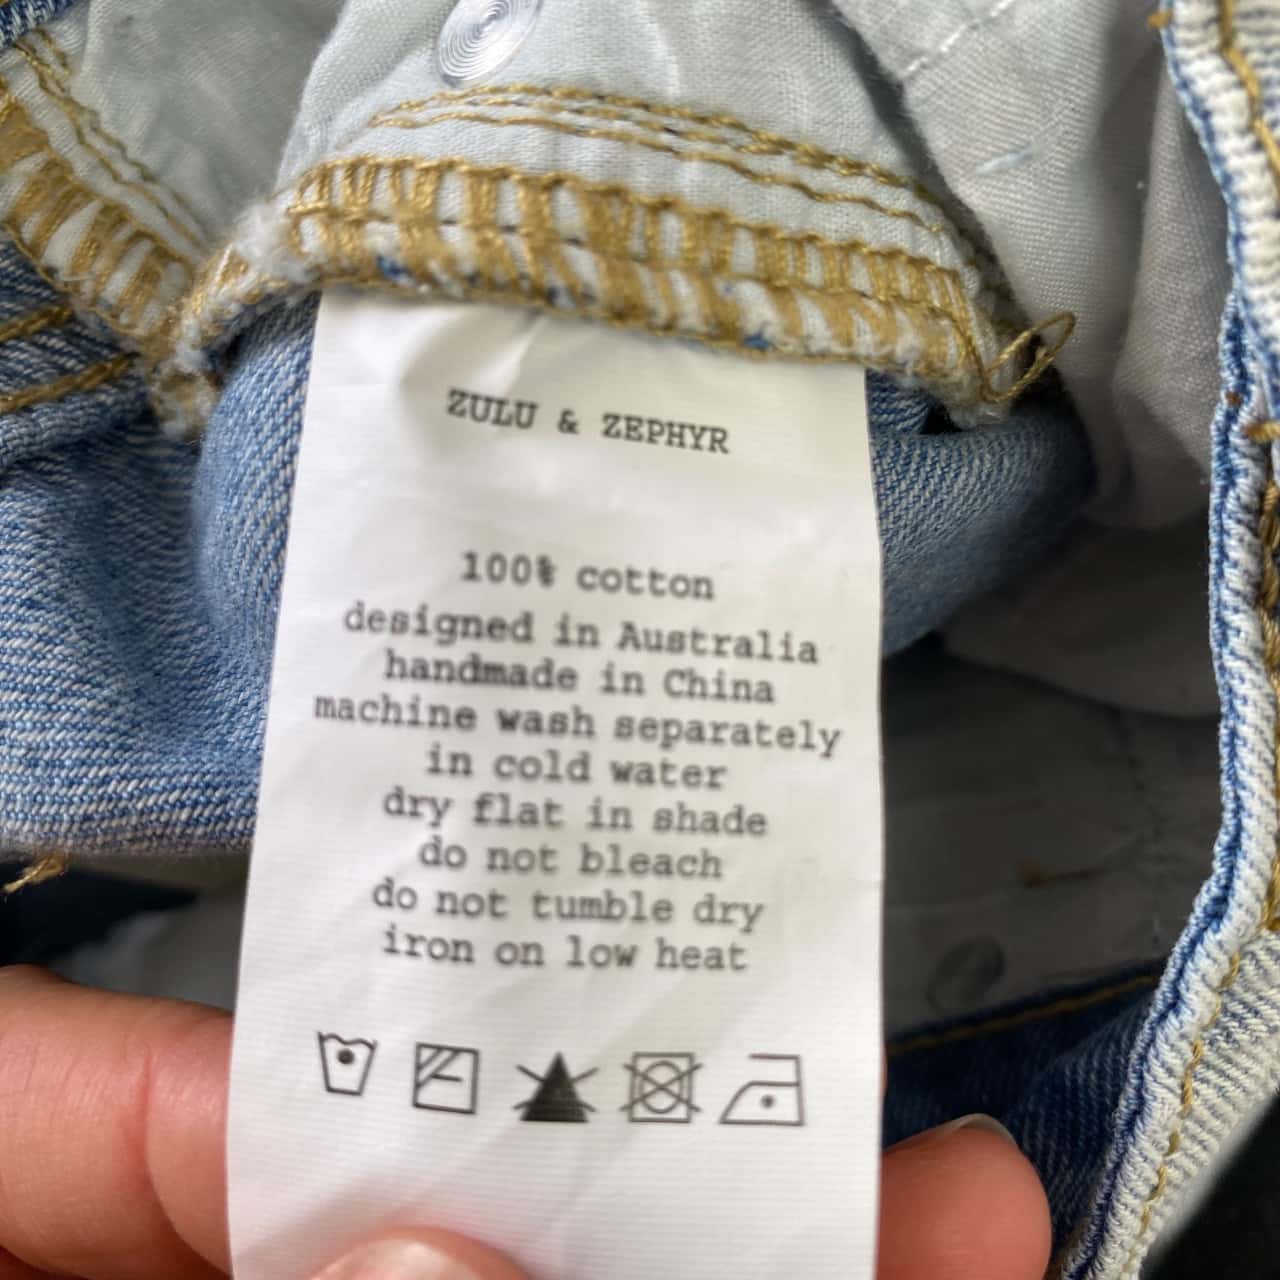 ZULU & ZEPHYR
100% cotton
designed in Australia
handmade in China
machine wash separately
in cold water
dry flat in shade
do not bleach
do not tumble dry
iron on low heat